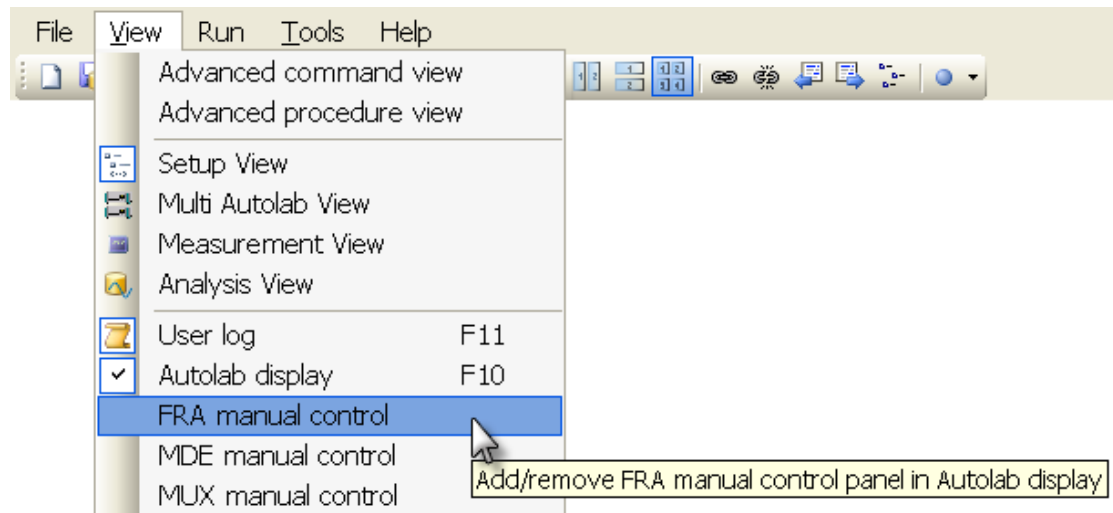 File View Run Tools Help
Advanced command view
Advanced procedure view
Setup View
Multi Autolab View
Measurement View
Analysis View
User log F11
Autolab display F10
FRA manual control
MDE manual control
Add/remove FRA manual control panel in Autolab display
MUX manual control